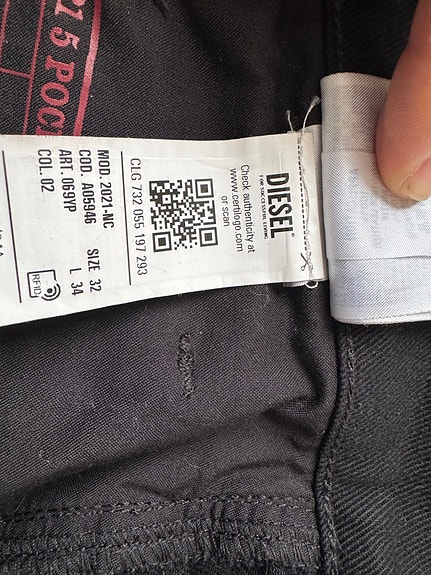 DIESEL®
FOR SUCCESSFUL LIVING
Check authenticity at
www.certilogo.com
or scan
CLG 732 055 197 293
MOD. 2021-NC
COD. A05946 SIZE 32
ART. 069YP L 34
COL. 02
RFID
5 POC